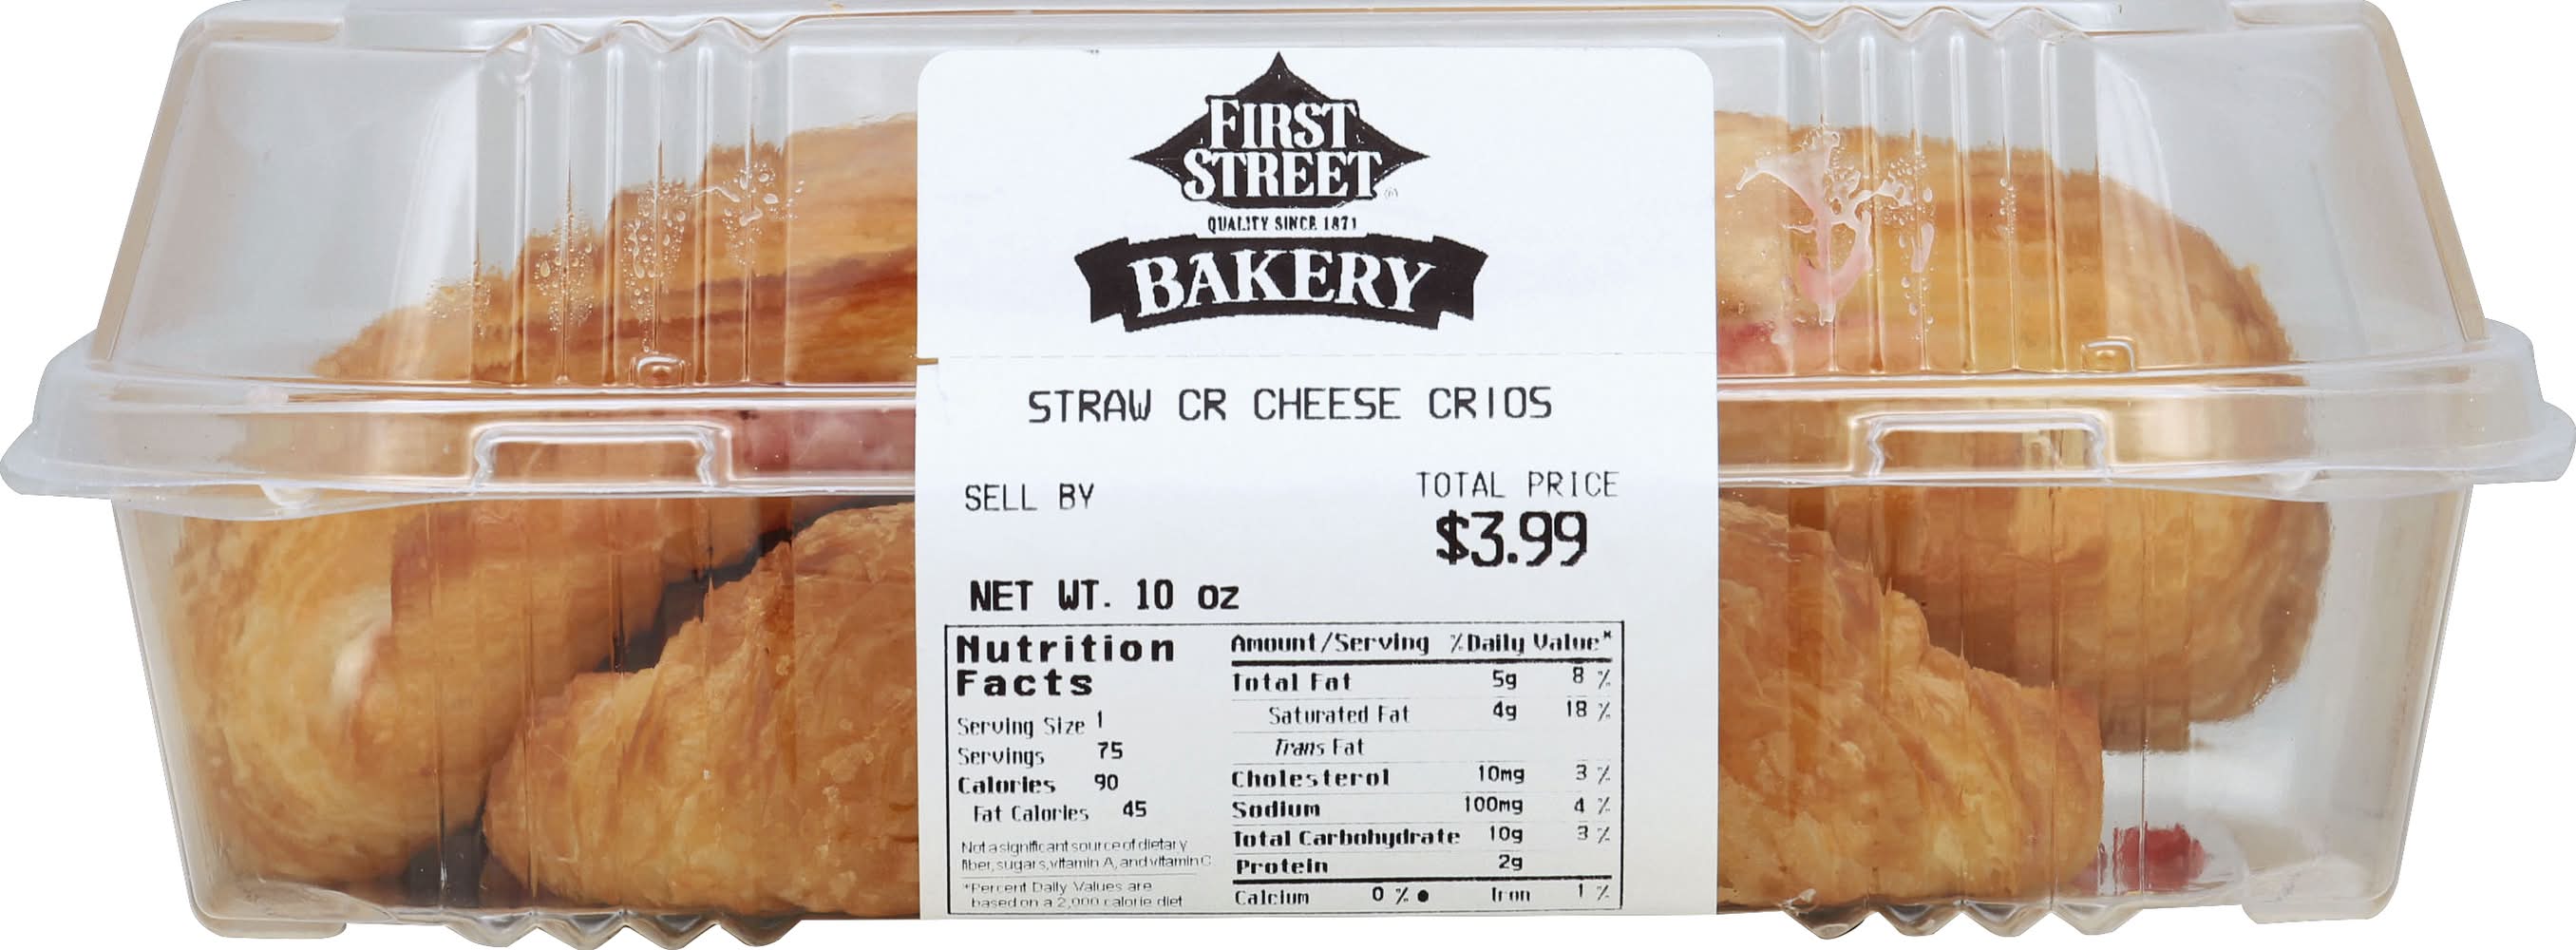 FIRST
STREET
QUALITY SINCE 1871
BAKERY
STRAW CR CHEESE CRIOS
SELL BY
TOTAL PRICE
$3.99
NET WT. 10 oz
Nutrition
Facts
Serving Size 1
Servings 75
Calories 90
Fat Calories 45
Not a significant source of dietary
fiber, sugars, vitamin A, and vitamin C
*Percent Daily Values are
based on a 2,000 calorie diet
Amount/Serving %Daily Value*
Total Fat 5g 8 %
Saturated Fat 4g 18 %
Trans Fat
Cholesterol 10mg 3 %
Sodium 100mg 4 %
Total Carbohydrate 10g 3 %
Protein 2g
Calcium 0 % ● Iron 1 %